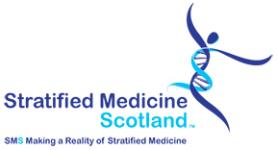 Stratified Medicine
Scotland™
SMS Making a Reality of Stratified Medicine